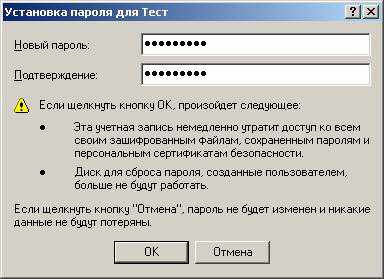 Установка пароля для Тест
Новый пароль:
●●●●●●●●●
Подтверждение:
●●●●●●●●●
Если щелкнуть кнопку ОК, произойдет следующее:
● Эта учетная запись немедленно утратит доступ ко всем
своим зашифрованным файлам, сохраненным паролям и
персональным сертификатам безопасности.
● Диск для сброса пароля, созданные пользователем,
больше не будут работать.
Если щелкнуть кнопку "Отмена", пароль не будет изменен и никакие
данные не будут потеряны.
ОК
Отмена